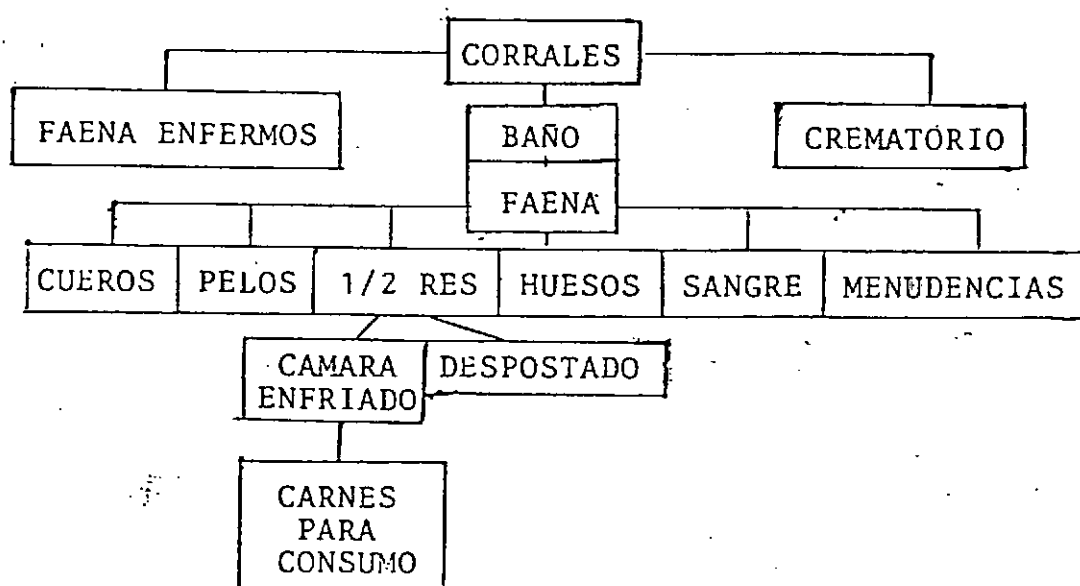 CORRALES
FAENA ENFERMOS
BAÑO
CREMATÓRIO
FAENA
CUEROS PELOS 1/2 RES HUESOS SANGRE MENUDENCIAS
CAMARA
ENFRIADO
DESPOSTADO
CARNES
PARA
CONSUMO